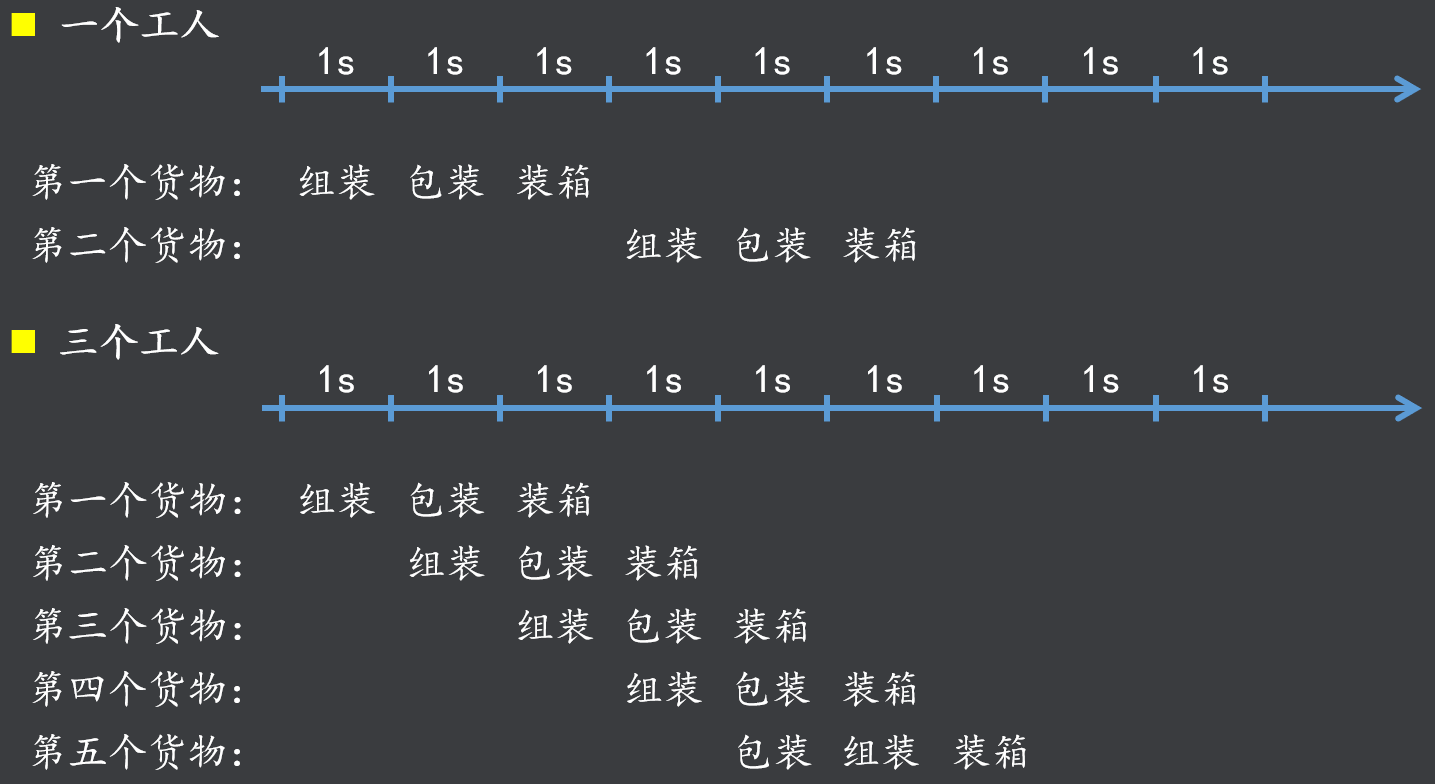 一个工人
1s 1s 1s 1s 1s 1s 1s 1s 1s
第一个货物: 组装 包装 装箱
第二个货物: 组装 包装 装箱
三个工人
1s 1s 1s 1s 1s 1s 1s 1s 1s
第一个货物: 组装 包装 装箱
第二个货物: 组装 包装 装箱
第三个货物: 组装 包装 装箱
第四个货物: 组装 包装 装箱
第五个货物: 包装 组装 装箱